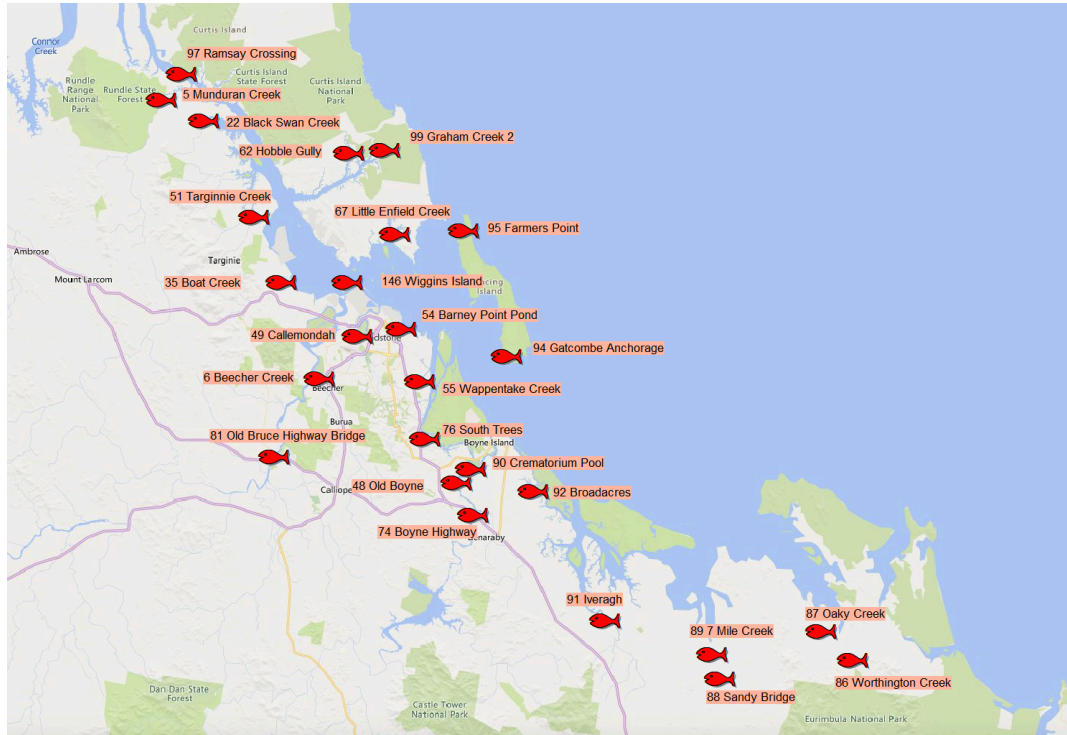 Curtis Island
Connor
Creek
97 Ramsay Crossing
Rundle
Range
National
Park
Rundle State
Forest
Curtis Island
State Forest
Curtis Island
National
Park
5 Munduran Creek
22 Black Swan Creek
99 Graham Creek 2
62 Hobble Gully
51 Targinnie Creek
67 Little Enfield Creek
95 Farmers Point
Ambrose
Targinie
Mount Larcom
35 Boat Creek
146 Wiggins Island
Island
54 Barney Point Pond
49 Callemondah
94 Gatcombe Anchorage
6 Beecher Creek
Beecher
55 Wappentake Creek
Burua
76 South Trees
81 Old Bruce Highway Bridge
Boyne Island
90 Crematorium Pool
48 Old Boyne
Calliope
92 Broadacres
74 Boyne Highway
91 Iveragh
87 Oaky Creek
89 7 Mile Creek
86 Worthington Creek
88 Sandy Bridge
Dan Dan State
Forest
Castle Tower
National Park
Eurimbula National Park